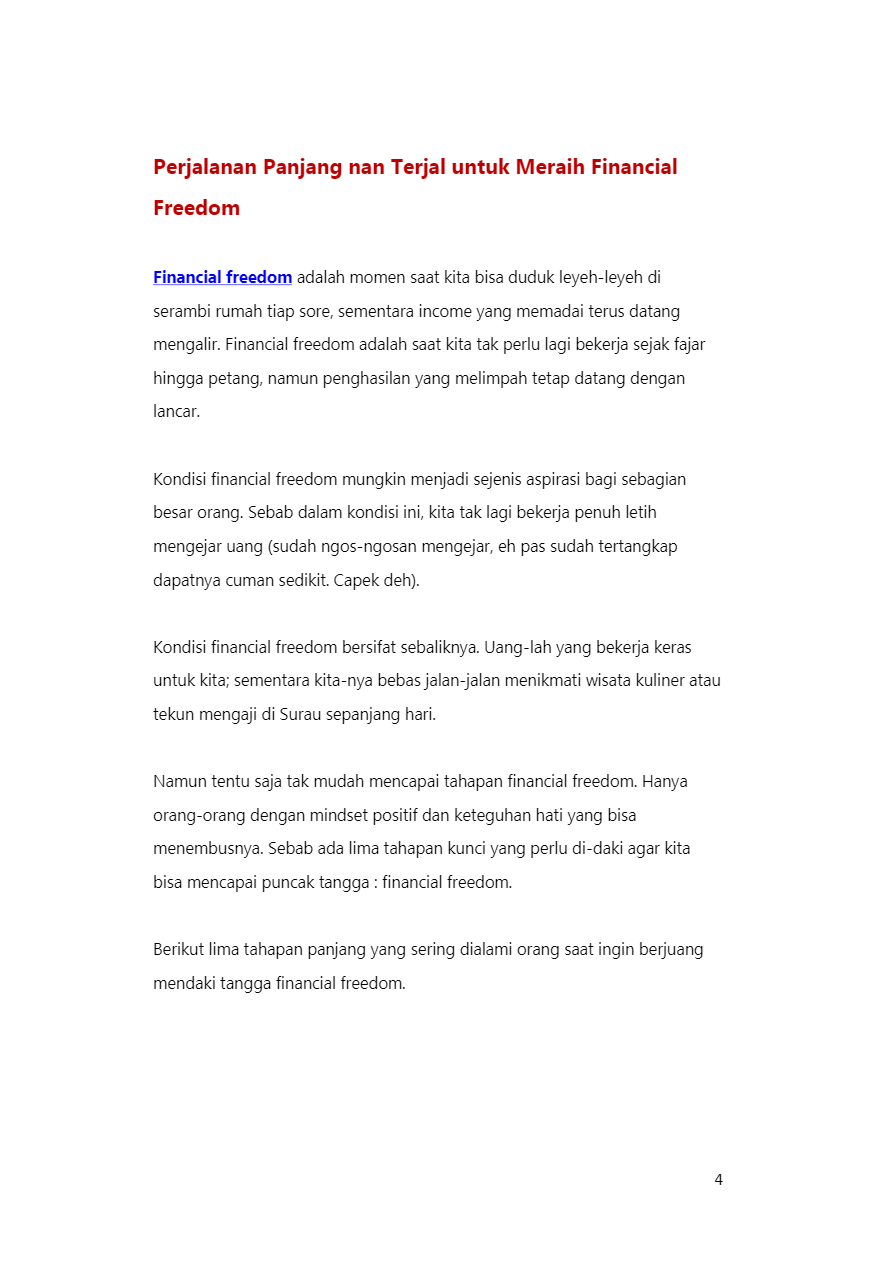 Perjalanan Panjang nan Terjal untuk Meraih Financial
Freedom
Financial freedom adalah momen saat kita bisa duduk leyeh-leyeh di
serambi rumah tiap sore, sementara income yang memadai terus datang
mengalir. Financial freedom adalah saat kita tak perlu lagi bekerja sejak fajar
hingga petang, namun penghasilan yang melimpah tetap datang dengan
lancar.
Kondisi financial freedom mungkin menjadi sejenis aspirasi bagi sebagian
besar orang. Sebab dalam kondisi ini, kita tak lagi bekerja penuh letih
mengejar uang (sudah ngos-ngosan mengejar, eh pas sudah tertangkap
dapatnya cuman sedikit. Capek deh).
Kondisi financial freedom bersifat sebaliknya. Uang-lah yang bekerja keras
untuk kita; sementara kita-nya bebas jalan-jalan menikmati wisata kuliner atau
tekun mengaji di Surau sepanjang hari.
Namun tentu saja tak mudah mencapai tahapan financial freedom. Hanya
orang-orang dengan mindset positif dan keteguhan hati yang bisa
menembusnya. Sebab ada lima tahapan kunci yang perlu di-daki agar kita
bisa mencapai puncak tangga : financial freedom.
Berikut lima tahapan panjang yang sering dialami orang saat ingin berjuang
mendaki tangga financial freedom.
4